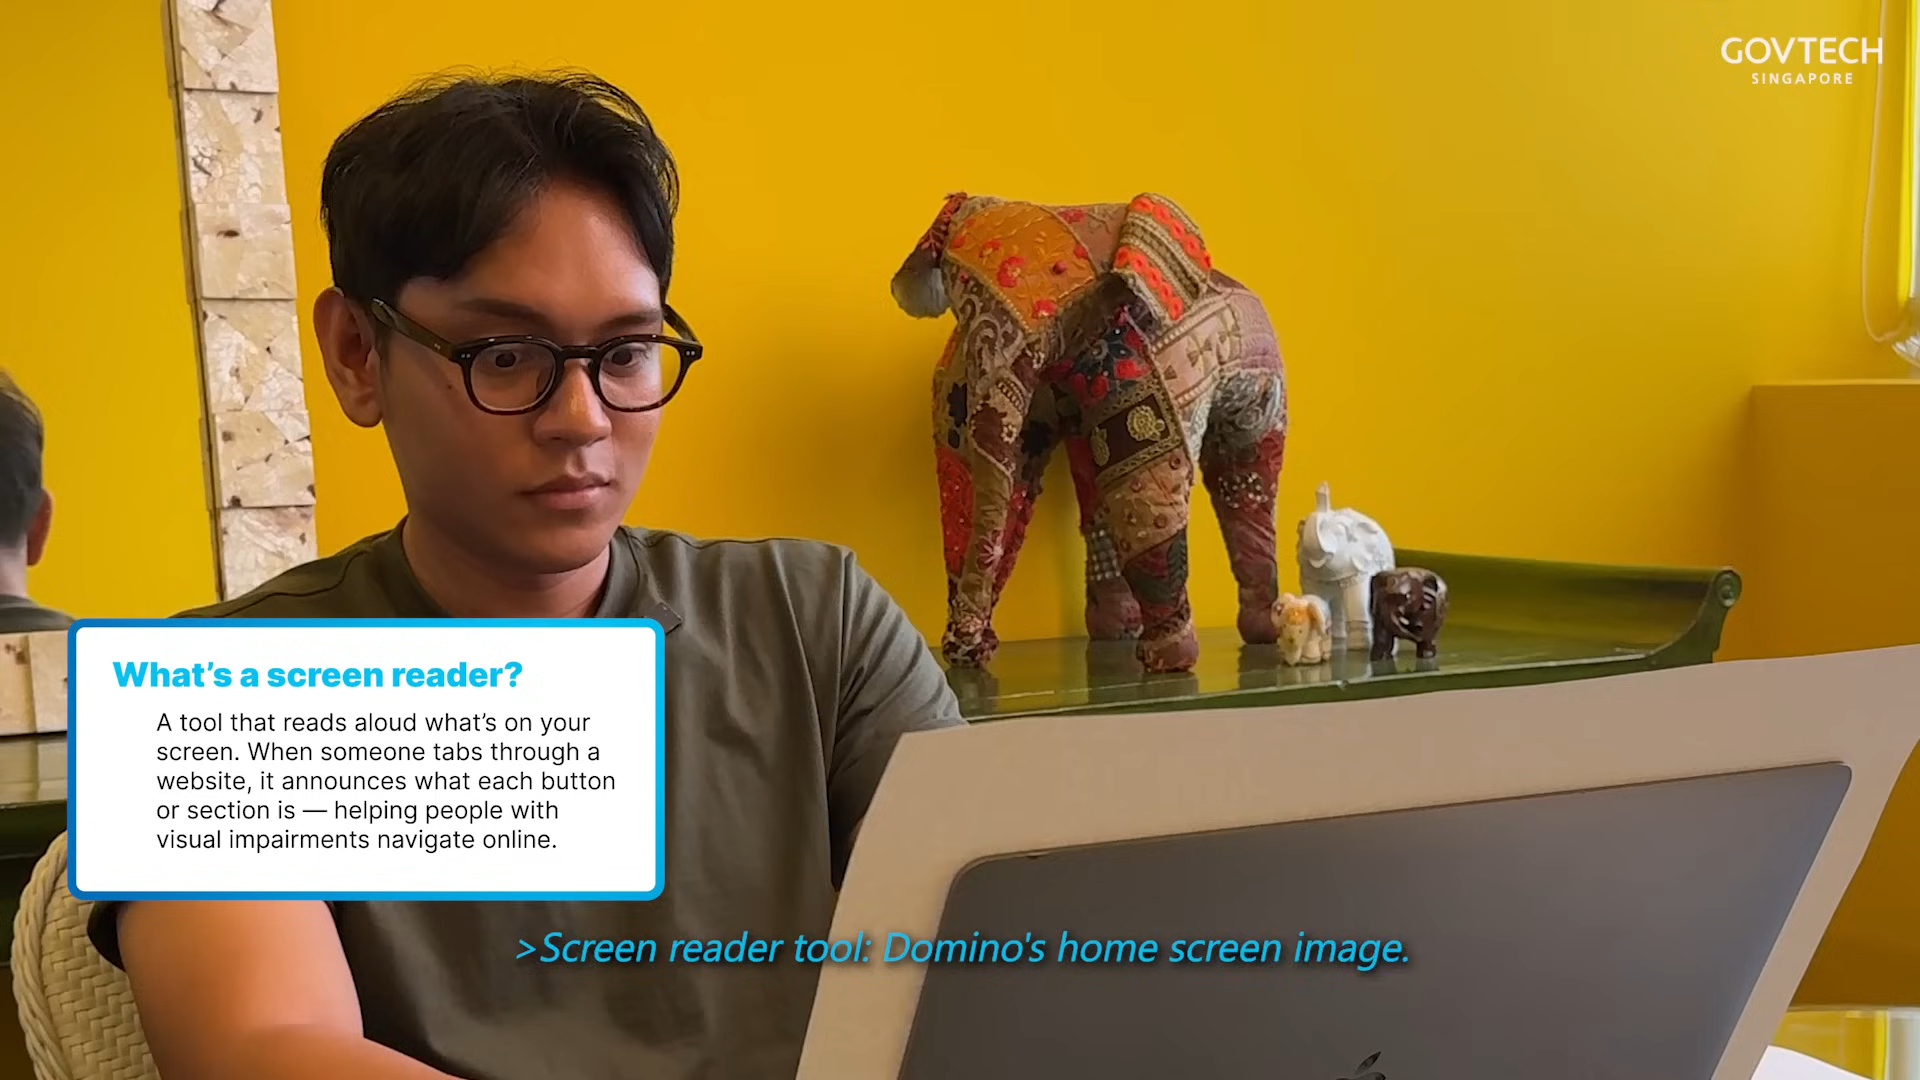 GOVTECH
SINGAPORE
What's a screen reader?
A tool that reads aloud what's on your
screen. When someone tabs through a
website, it announces what each button
or section is — helping people with
visual impairments navigate online.
>Screen reader tool: Domino's home screen image.